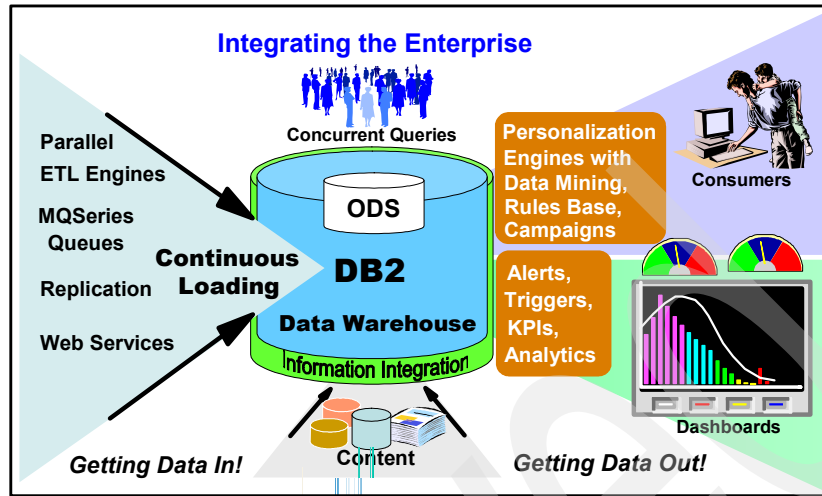 Integrating the Enterprise
Concurrent Queries
Parallel
ETL Engines
MQSeries
Queues
Replication
Web Services
Continuous
Loading
ODS
DB2
Data Warehouse
Information Integration
Personalization
Engines with
Data Mining,
Rules Base,
Campaigns
Consumers
Alerts,
Triggers,
KPIs,
Analytics
Dashboards
Content
Getting Data In!
Getting Data Out!